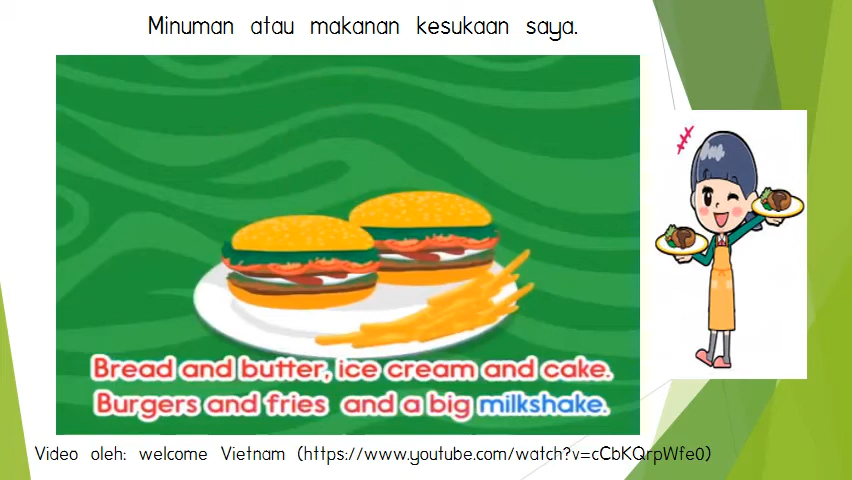 Minuman atau makanan kesukaan saya.
Bread and butter, ice cream and cake.
Burgers and fries and a big milkshake.
Video oleh: welcome Vietnam (https://www.youtube.com/watch?v=cCbKQrpWfe0)